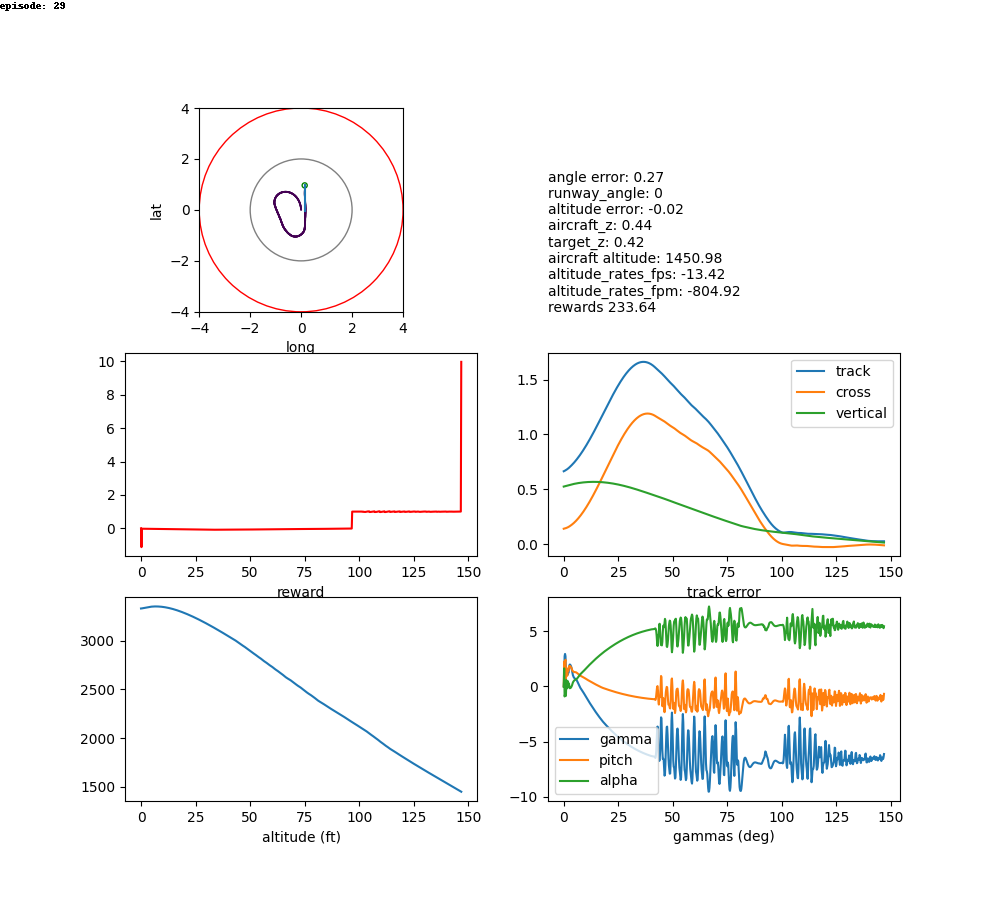 episode: 29
4
2
0
−2
−4
lat
−4 −2 0 2 4
long
angle error: 0.27
runway_angle: 0
altitude error: -0.02
aircraft_z: 0.44
target_z: 0.42
aircraft altitude: 1450.98
altitude_rates_fps: -13.42
altitude_rates_fpm: -804.92
rewards 233.64
10
8
6
4
2
0
0 25 50 75 100 125 150
reward
1.5
1.0
0.5
0.0
track
cross
vertical
0 25 50 75 100 125 150
track error
3000
2500
2000
1500
0 25 50 75 100 125 150
altitude (ft)
5
0
−5
−10
gamma
pitch
alpha
0 25 50 75 100 125 150
gammas (deg)